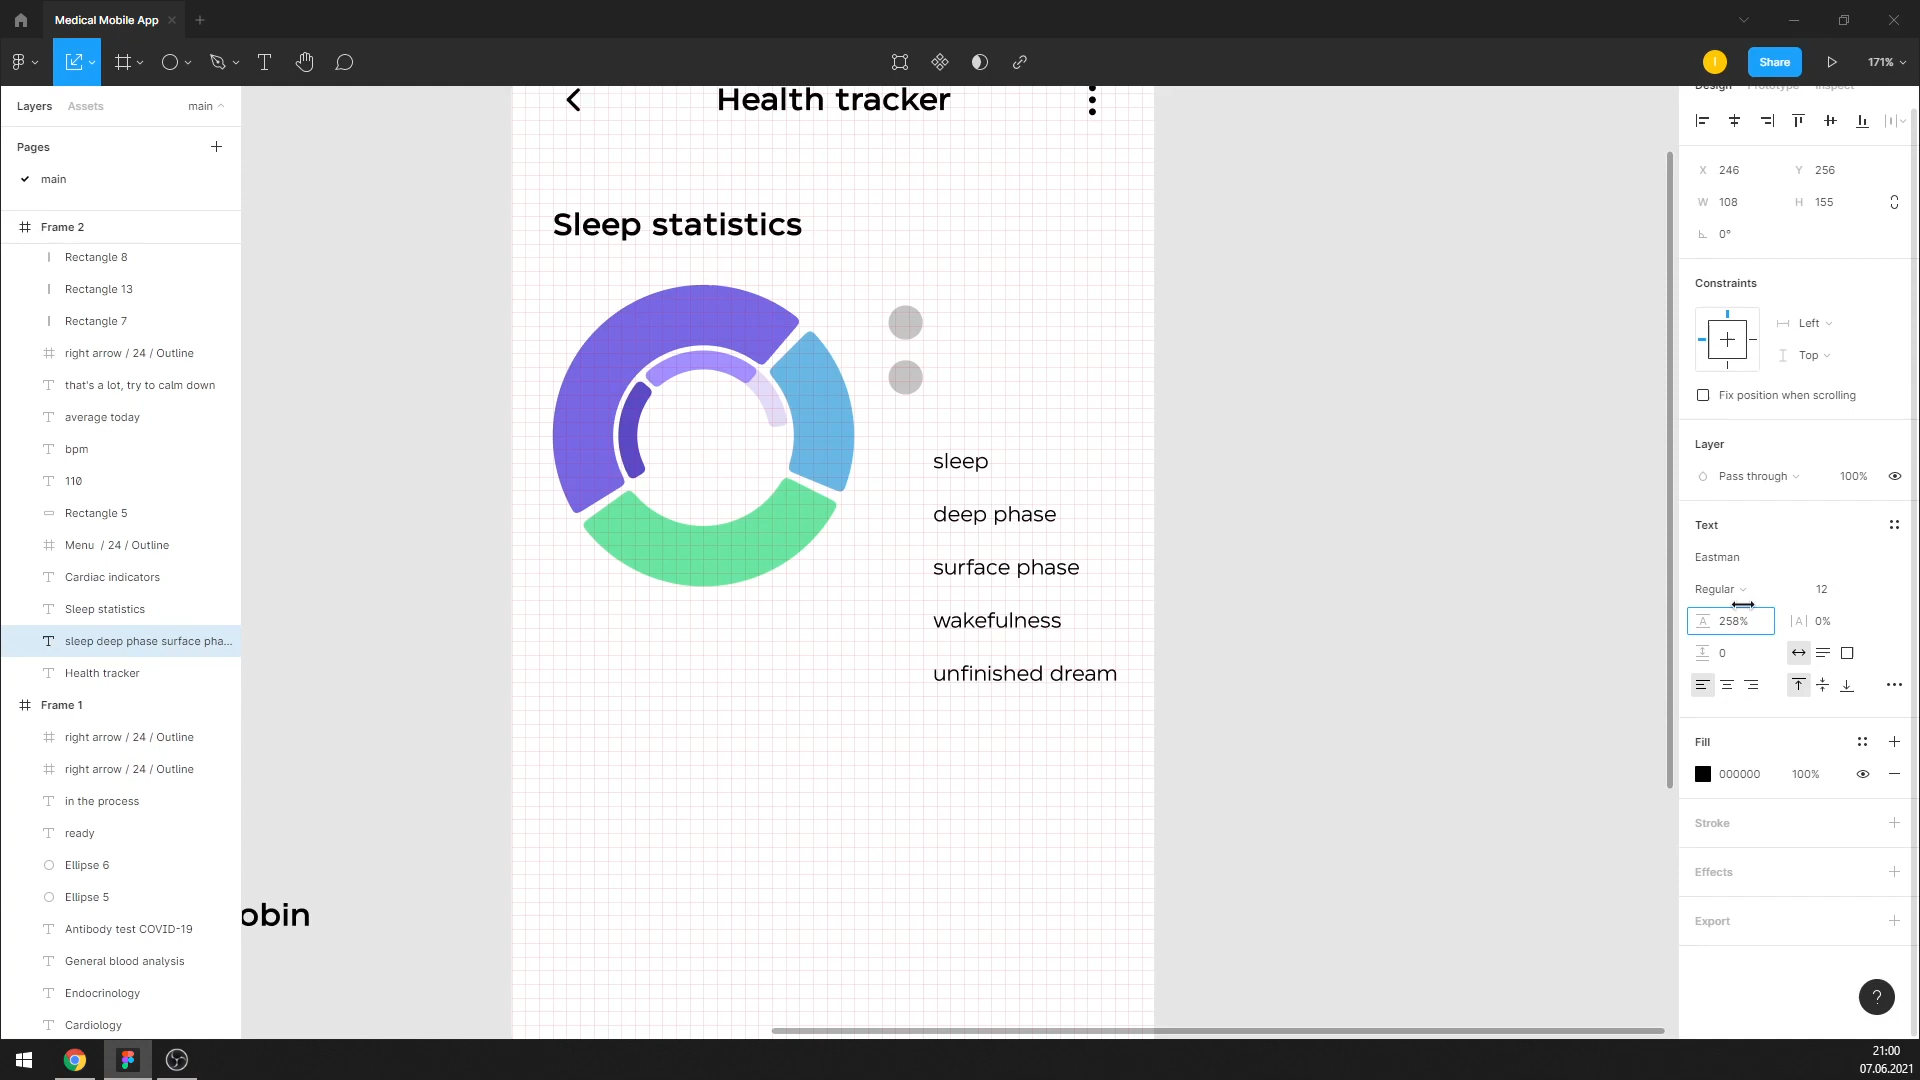 Medical Mobile App
I
Share
171%
Layers
Assets
main
Pages
main
Frame 2
Rectangle 8
Rectangle 13
Rectangle 7
right arrow / 24 / Outline
that's a lot, try to calm down
average today
bpm
110
Rectangle 5
Menu / 24 / Outline
Cardiac indicators
Sleep statistics
sleep deep phase surface pha...
Health tracker
Frame 1
right arrow / 24 / Outline
right arrow / 24 / Outline
in the process
ready
Ellipse 6
Ellipse 5
Antibody test COVID-19
General blood analysis
Endocrinology
Cardiology
obin
Health tracker
Sleep statistics
sleep
deep phase
surface phase
wakefulness
unfinished dream
Design Prototype Inspect
X 246 Y 256
W 108 H 155
0°
Constraints
Left
Top
Fix position when scrolling
Layer
Pass through 100%
Text
Eastman
Regular 12
A 258% |A| 0%
0
Fill
000000 100%
Stroke
Effects
Export
?
21:00
07.06.2021